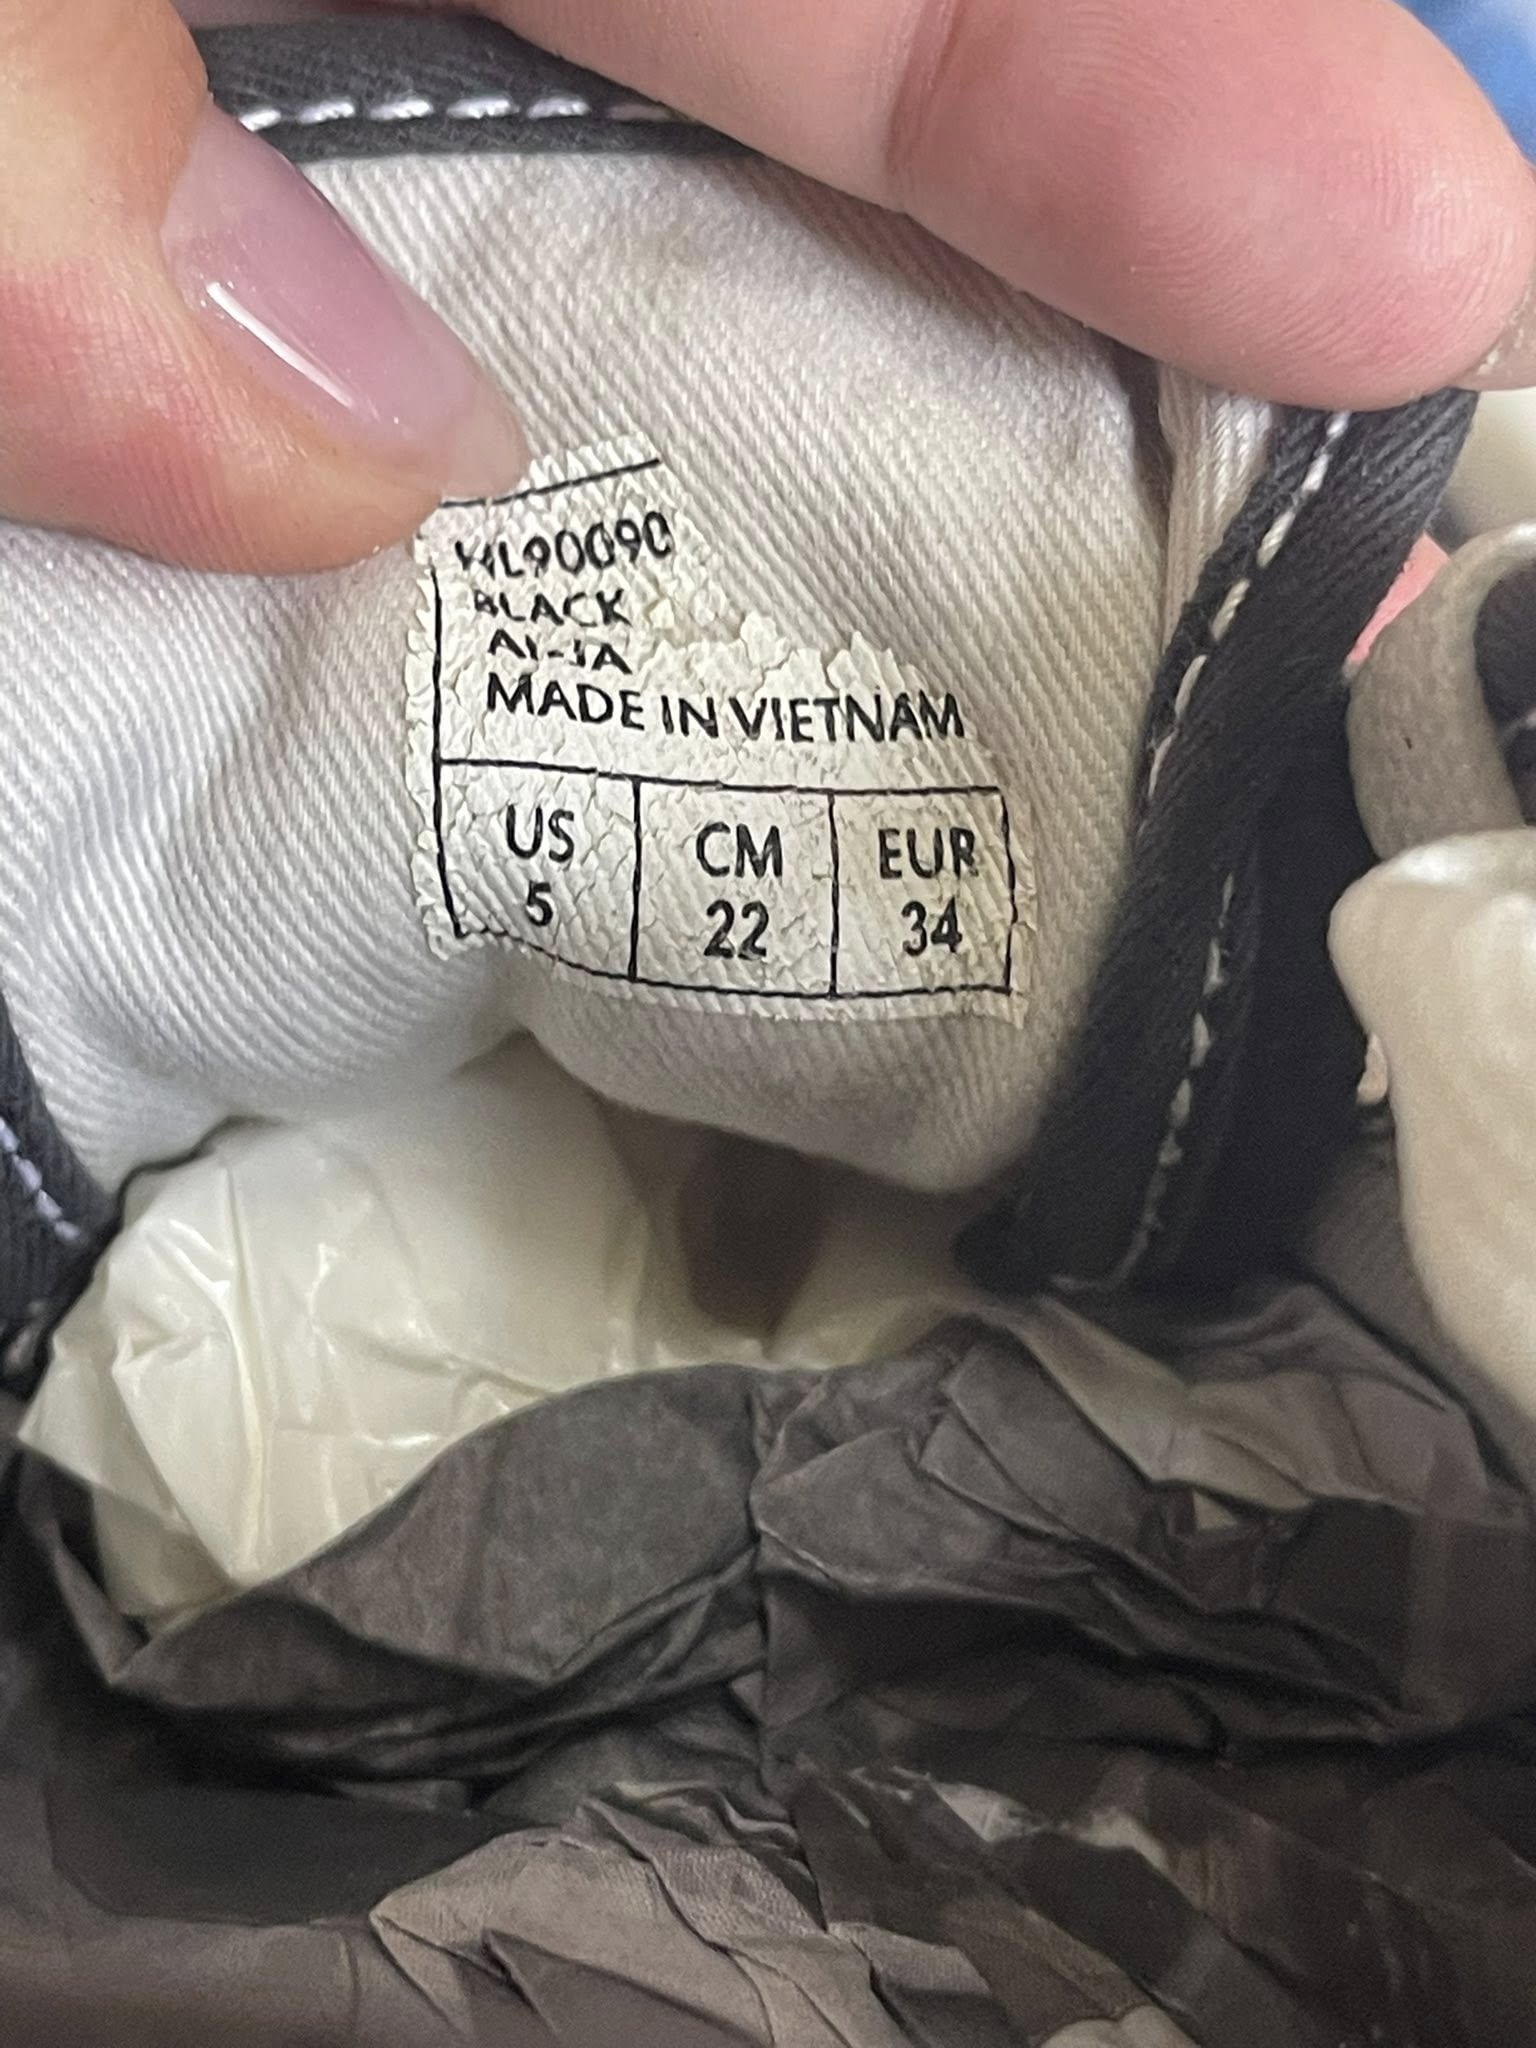 BLACK
MADE IN VIETNAM
US CM EUR
5 22 34